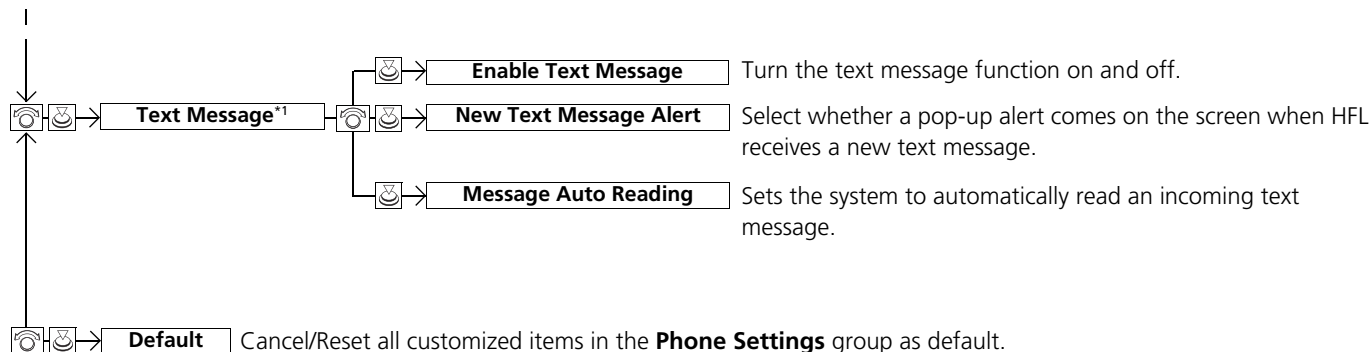 Enable Text Message Turn the text message function on and off.
Text Message*1 New Text Message Alert Select whether a pop-up alert comes on the screen when HFL
receives a new text message.
Message Auto Reading Sets the system to automatically read an incoming text
message.
Default Cancel/Reset all customized items in the Phone Settings group as default.